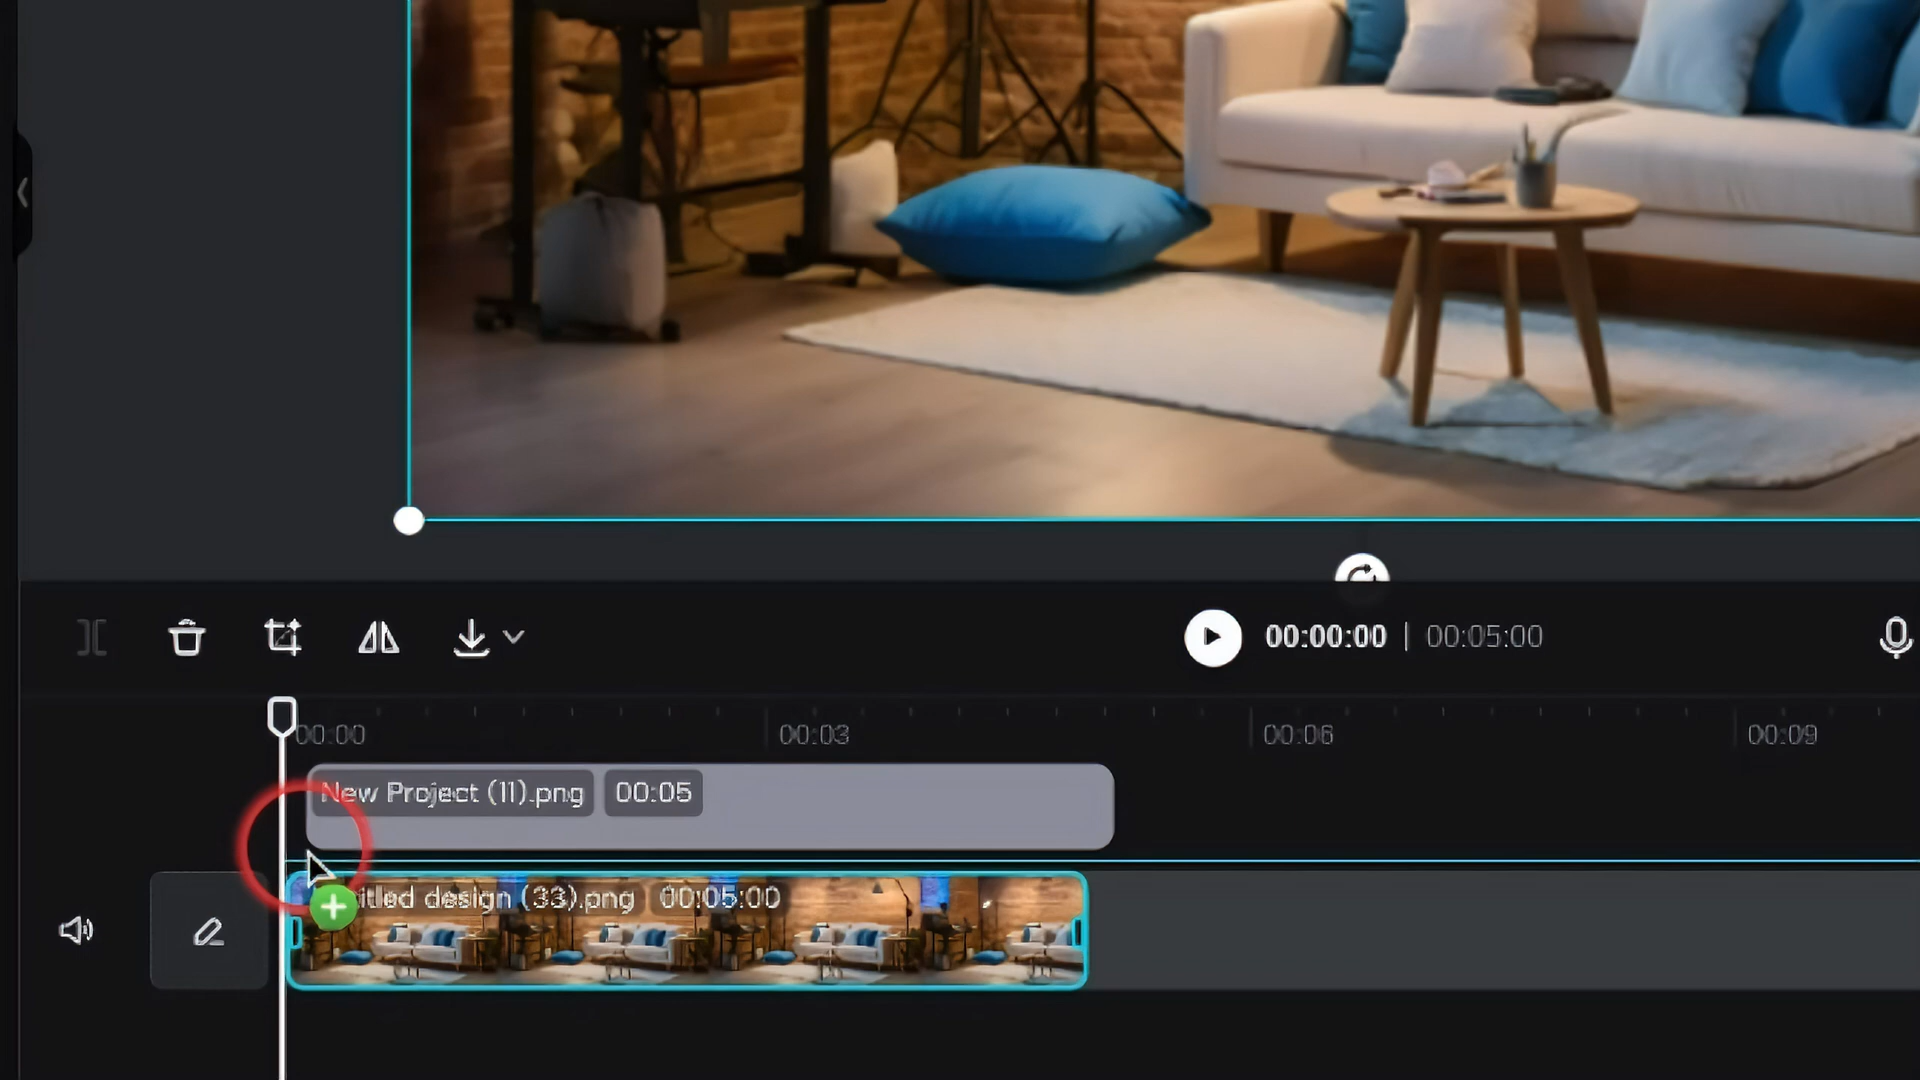 00:00:00 | 00:05:00
00:00 00:03 00:06 00:09
New Project (11).png 00:05
itled design (33).png 00:05:00